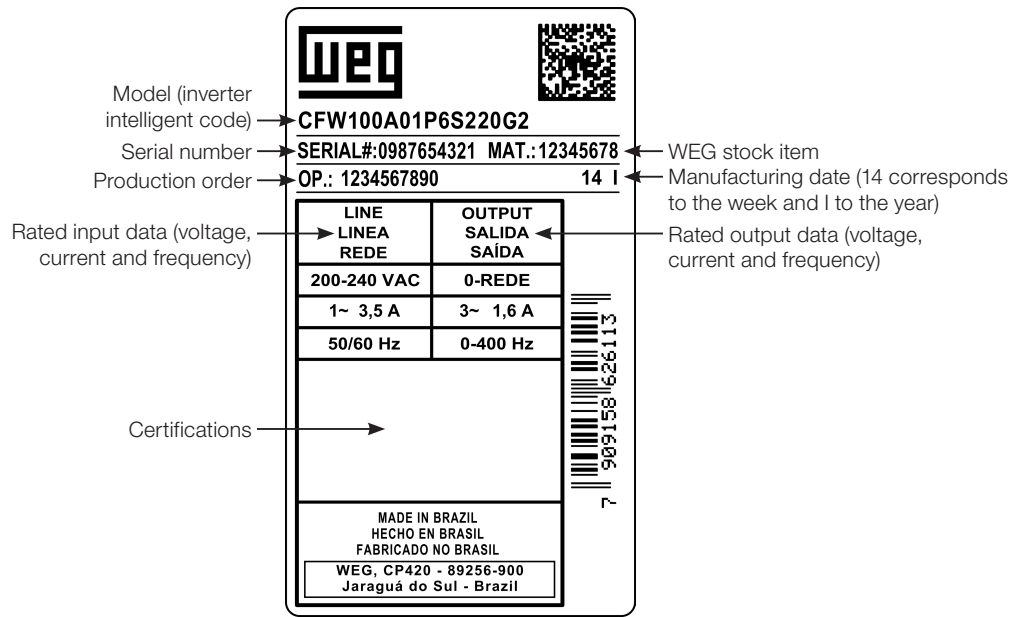 WEG
Model (inverter
intelligent code)
CFW100A01P6S220G2
Serial number
SERIAL#:0987654321 MAT.:12345678
WEG stock item
Production order
OP.: 1234567890 14 I
Manufacturing date (14 corresponds
to the week and I to the year)
Rated input data (voltage,
current and frequency)
LINE
LINEA
REDE
OUTPUT
SALIDA
SAÍDA
Rated output data (voltage,
current and frequency)
200-240 VAC 0-REDE
1~ 3,5 A 3~ 1,6 A
50/60 Hz 0-400 Hz
7 909158 626113
Certifications
MADE IN BRAZIL
HECHO EN BRASIL
FABRICADO NO BRASIL
WEG, CP420 - 89256-900
Jaraguá do Sul - Brazil